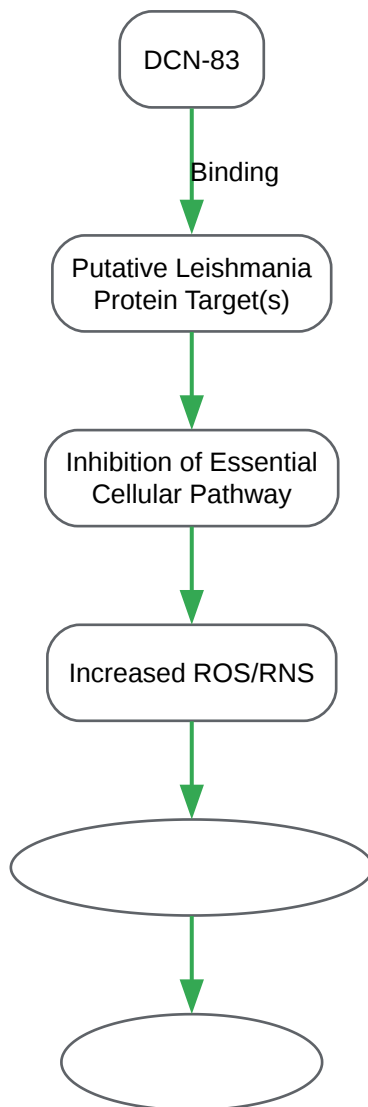 DCN-83
Binding
Putative Leishmania
Protein Target(s)
Inhibition of Essential
Cellular Pathway
Increased ROS/RNS